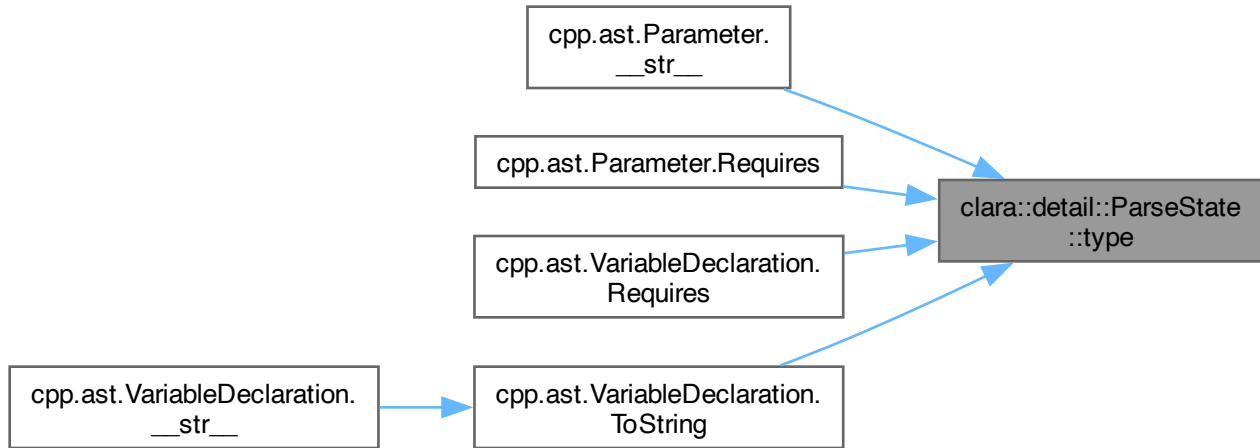 cpp.ast.Parameter.
__str__
cpp.ast.Parameter.Requires
clara::detail::ParseState
::type
cpp.ast.VariableDeclaration.
Requires
cpp.ast.VariableDeclaration.
__str__
cpp.ast.VariableDeclaration.
ToString